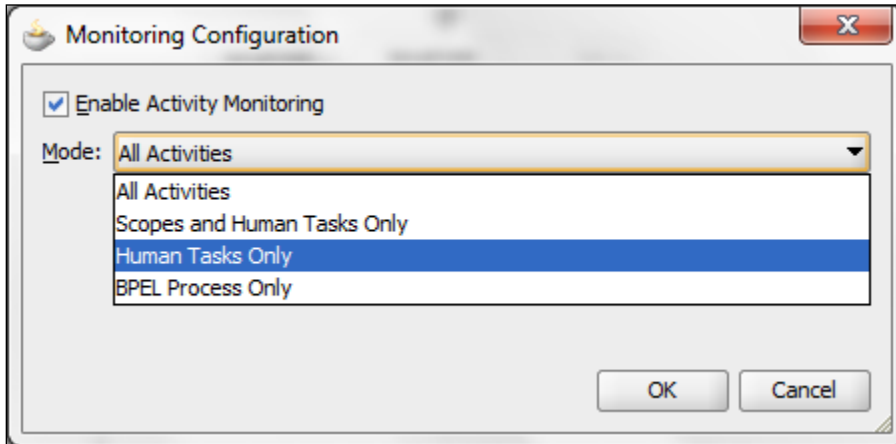 Monitoring Configuration
Enable Activity Monitoring
Mode: All Activities
All Activities
Scopes and Human Tasks Only
Human Tasks Only
BPEL Process Only
OK Cancel